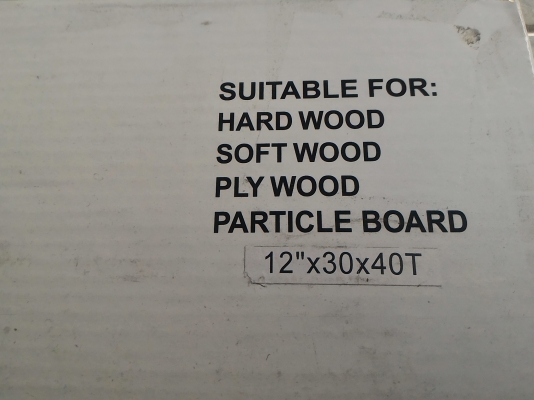 SUITABLE FOR:
HARD WOOD
SOFT WOOD
PLY WOOD
PARTICLE BOARD
12"x30x40T